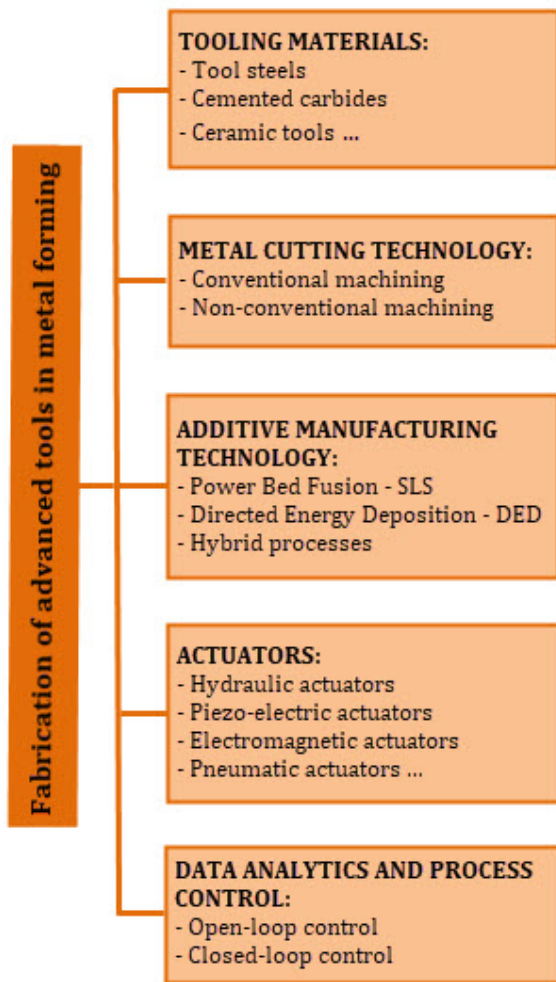 Fabrication of advanced tools in metal forming
TOOLING MATERIALS:
- Tool steels
- Cemented carbides
- Ceramic tools ...
METAL CUTTING TECHNOLOGY:
- Conventional machining
- Non-conventional machining
ADDITIVE MANUFACTURING
TECHNOLOGY:
- Power Bed Fusion - SLS
- Directed Energy Deposition - DED
- Hybrid processes
ACTUATORS:
- Hydraulic actuators
- Piezo-electric actuators
- Electromagnetic actuators
- Pneumatic actuators ...
DATA ANALYTICS AND PROCESS
CONTROL:
- Open-loop control
- Closed-loop control